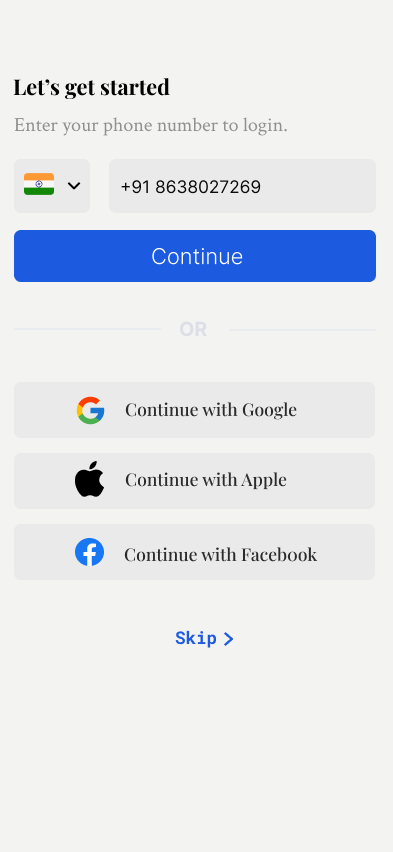 Let’s get started
Enter your phone number to login.
+91 8638027269
Continue
OR
Continue with Google
Continue with Apple
Continue with Facebook
Skip